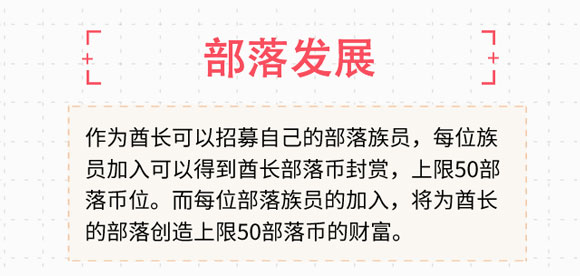 部落发展
作为酋长可以招募自己的部落族员，每位族
员加入可以得到酋长部落币封赏，上限50部
落币位。而每位部落族员的加入，将为酋长
的部落创造上限50部落币的财富。